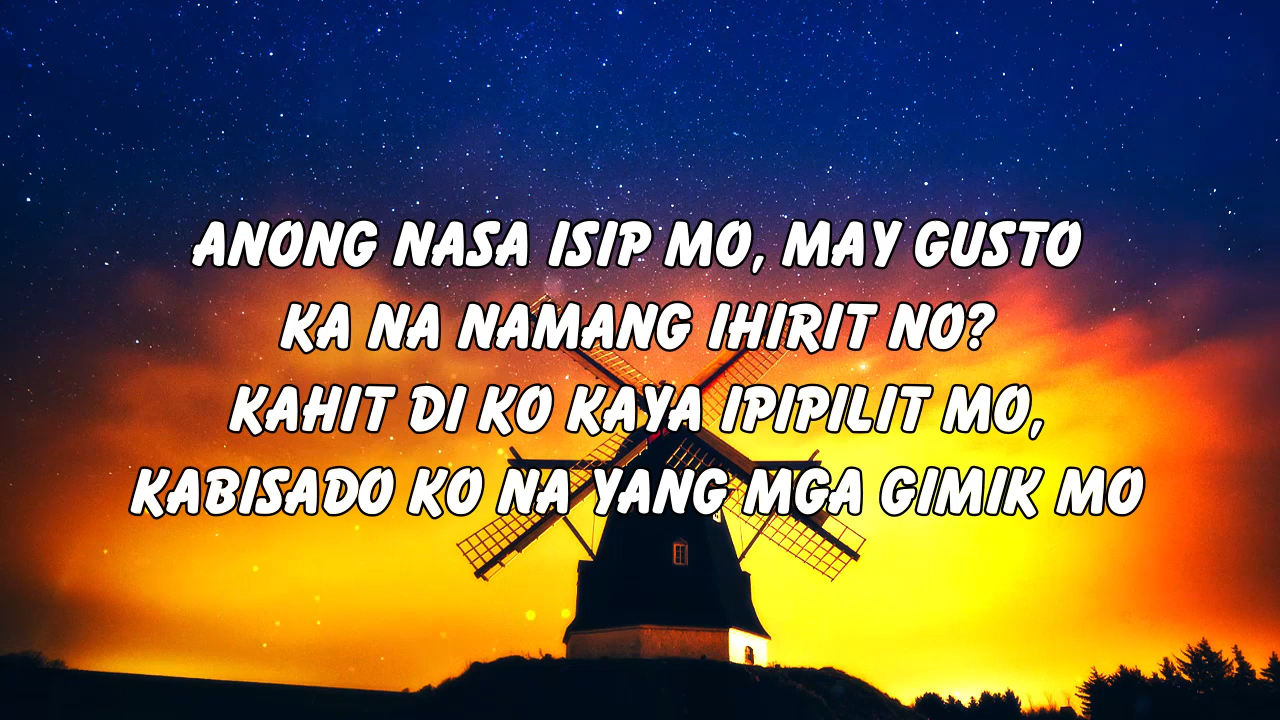 ANONG NASA ISIP MO, MAY GUSTO
KA NA NAMANG IHIRIT NO?
KAHIT DI KO KAYA IPIPILIT MO,
KABISADO KO NA YANG MGA GIMIK MO